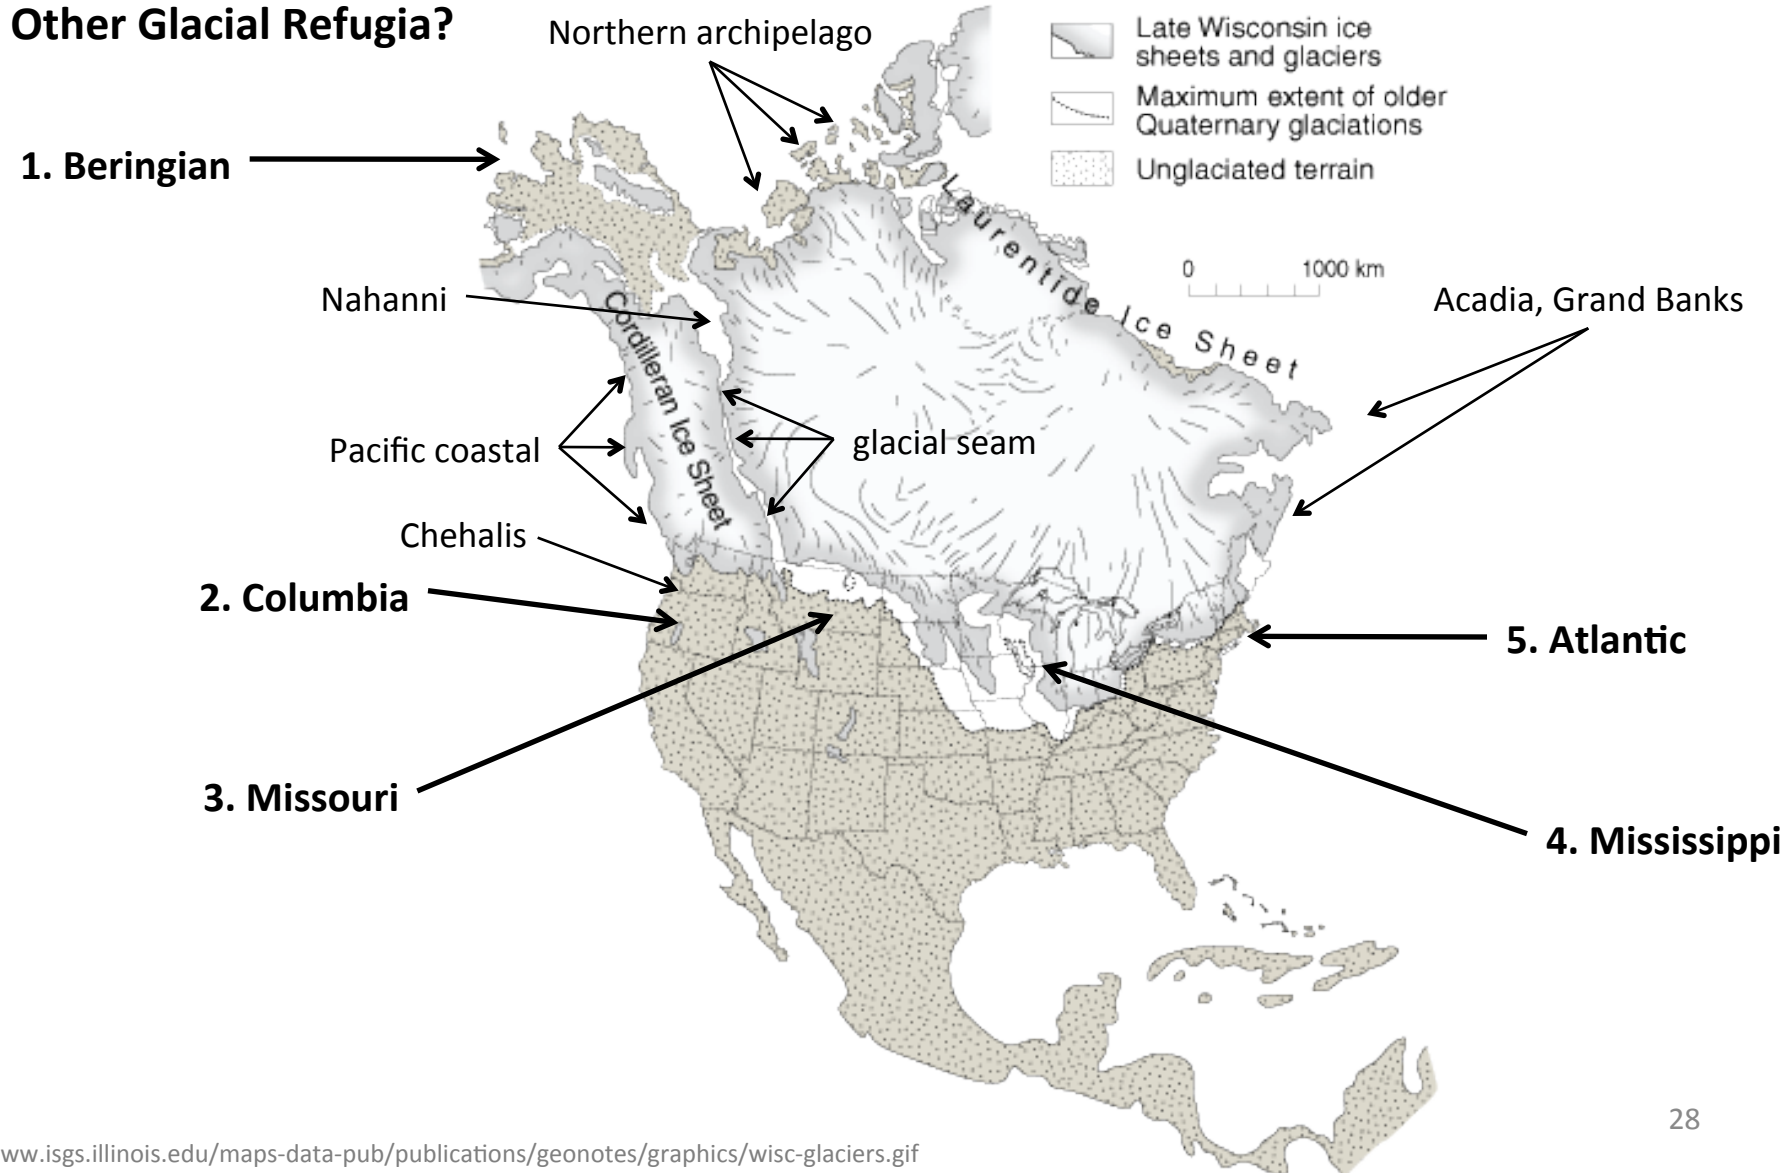 Other Glacial Refugia?
Northern archipelago
Late Wisconsin ice
sheets and glaciers
Maximum extent of older
Quaternary glaciations
Unglaciated terrain
1. Beringian
Laurentide Ice Sheet
0 1000 km
Nahanni
Acadia, Grand Banks
Cordilleran Ice Sheet
Pacific coastal
glacial seam
Chehalis
2. Columbia
5. Atlantic
3. Missouri
4. Mississippi
28
ww.isgs.illinois.edu/maps-data-pub/publications/geonotes/graphics/wisc-glaciers.gif